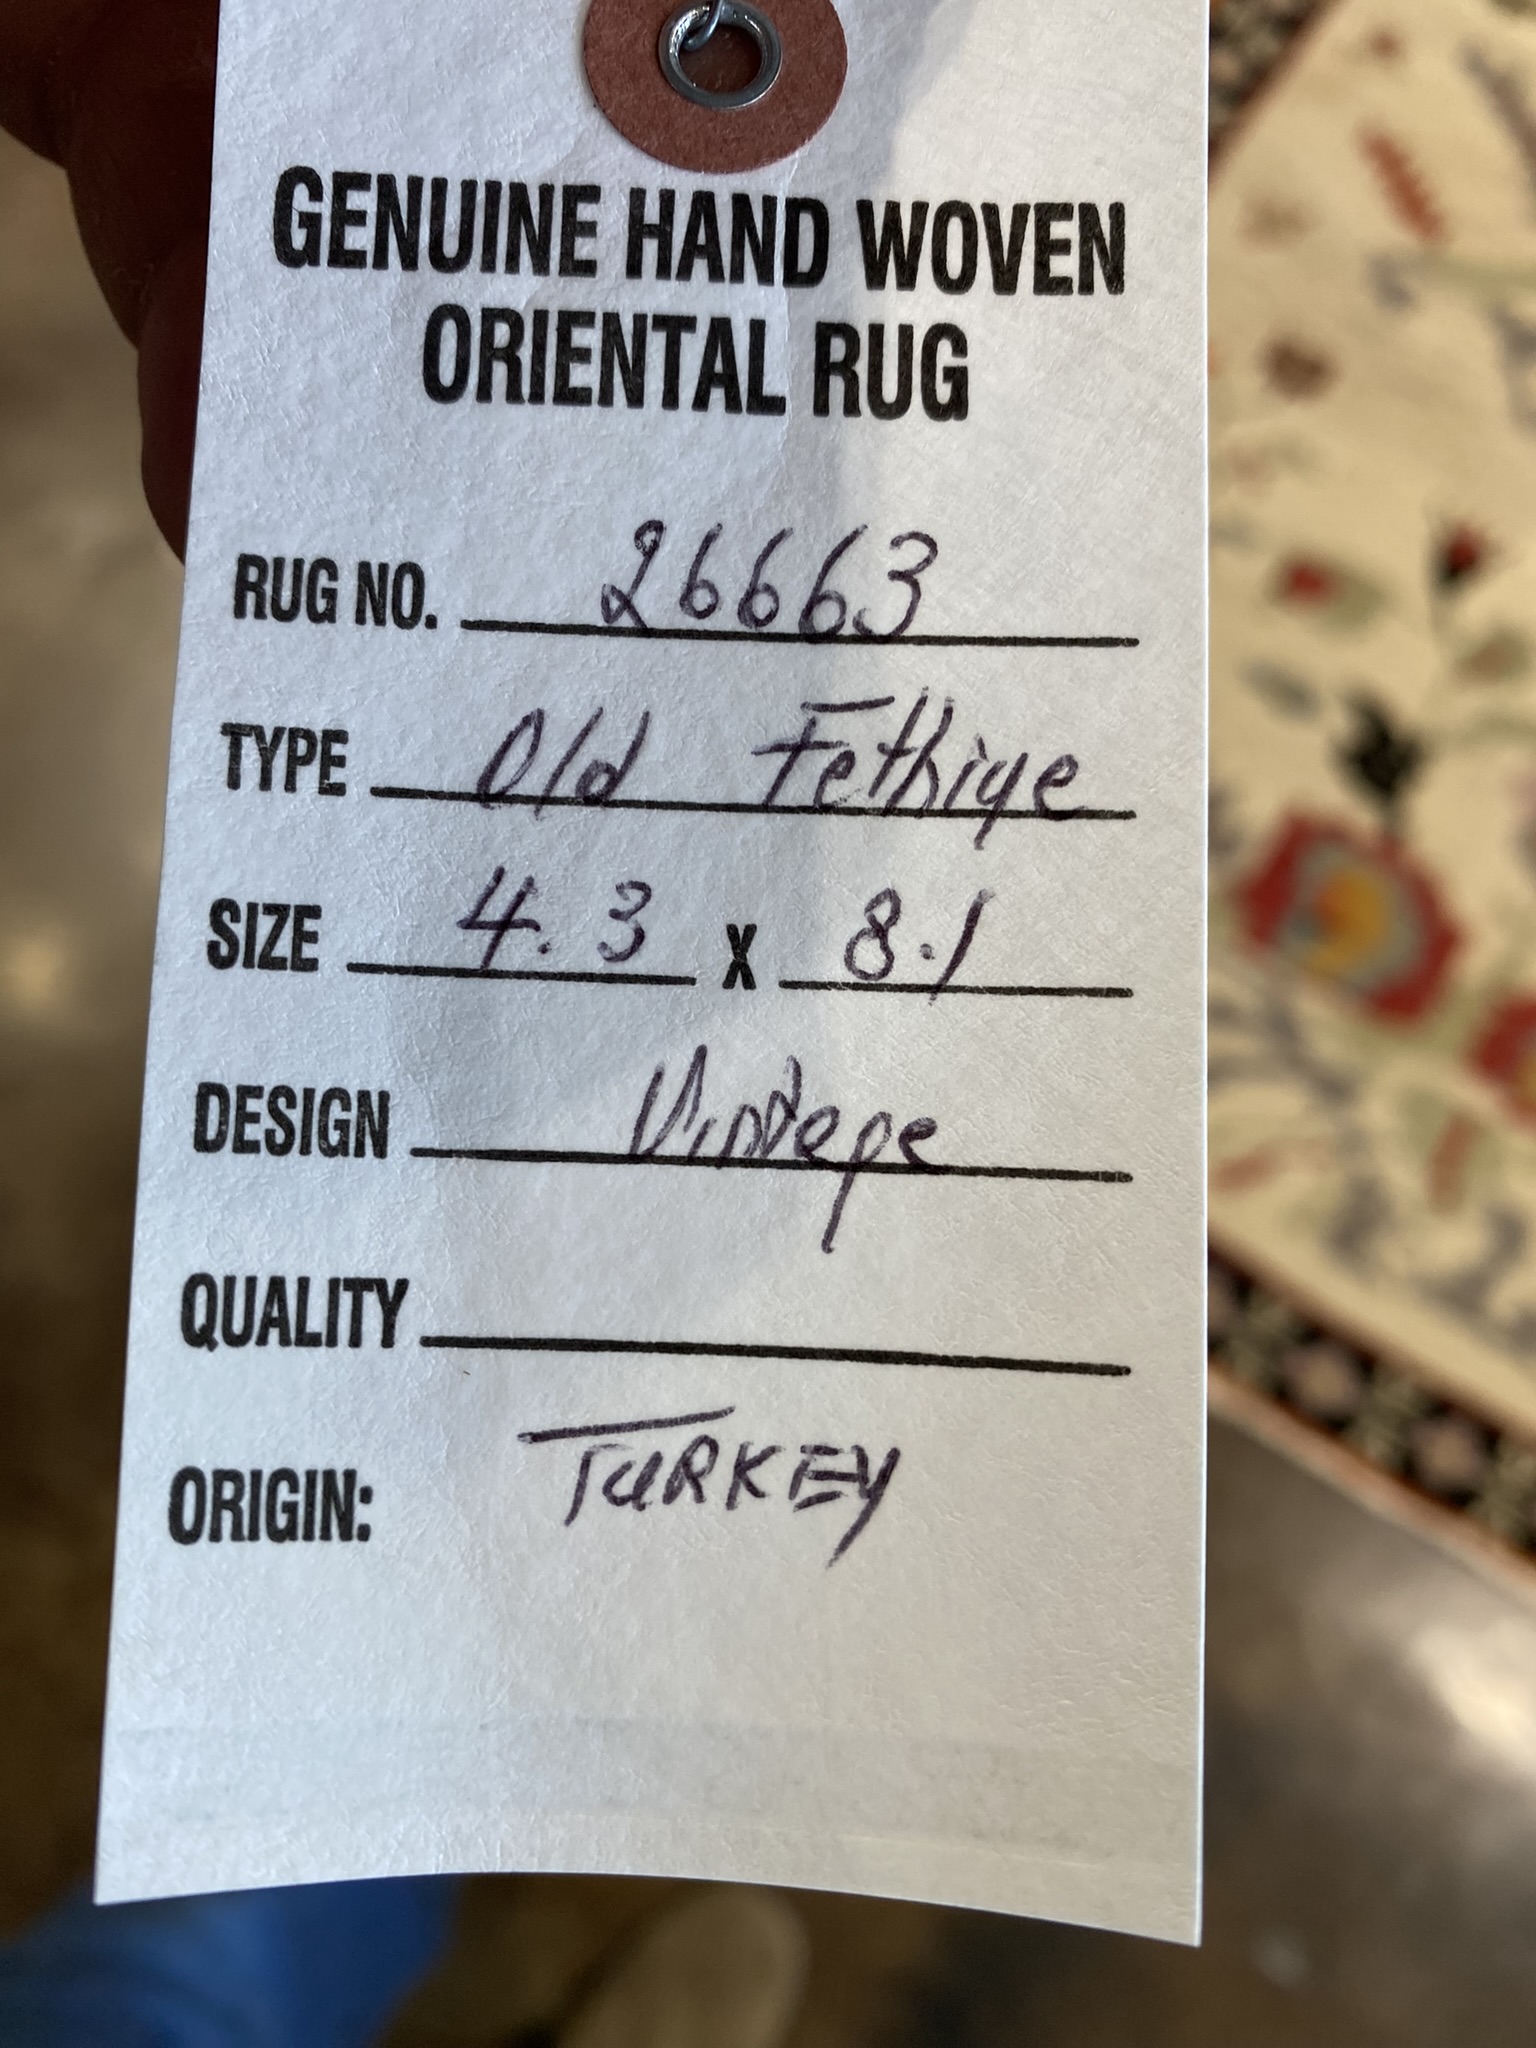 GENUINE HAND WOVEN
ORIENTAL RUG
RUG NO. 26663
TYPE Old Fethiye
SIZE 4.3 X 8.1
DESIGN Vintege
QUALITY
ORIGIN: TURKEY